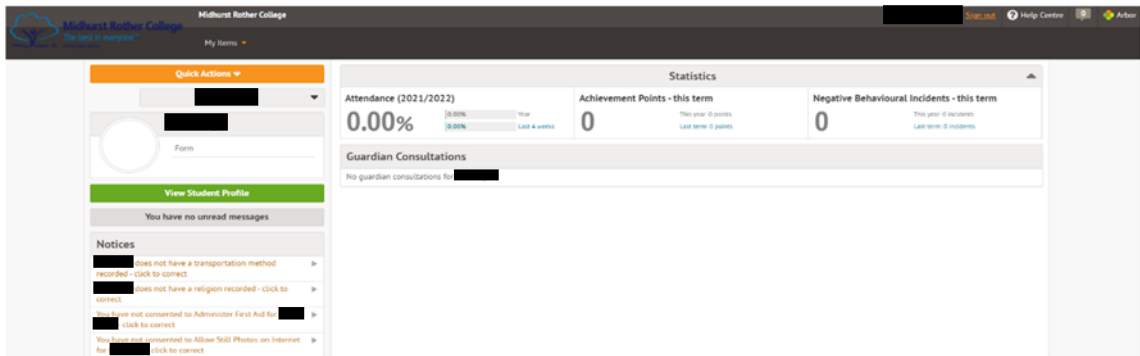 Midhurst Rother College
Sign out
Help Centre
0
Arbor
Midhurst Rother College
The best in everyone™
My Items
Quick Actions
Form
View Student Profile
You have no unread messages
Notices
does not have a transportation method
recorded - click to correct
does not have a religion recorded - click to
correct
You have not consented to Administer First Aid for
click to correct
You have not consented to Allow Still Photos on Internet
for click to correct
Statistics
Attendance (2021/2022)
0.00%
0.00% Year
0.00% Last 4 weeks
Achievement Points - this term
0
This year: 0 points
Last term: 0 points
Negative Behavioural Incidents - this term
0
This year: 0 incidents
Last term: 0 incidents
Guardian Consultations
No guardian consultations for